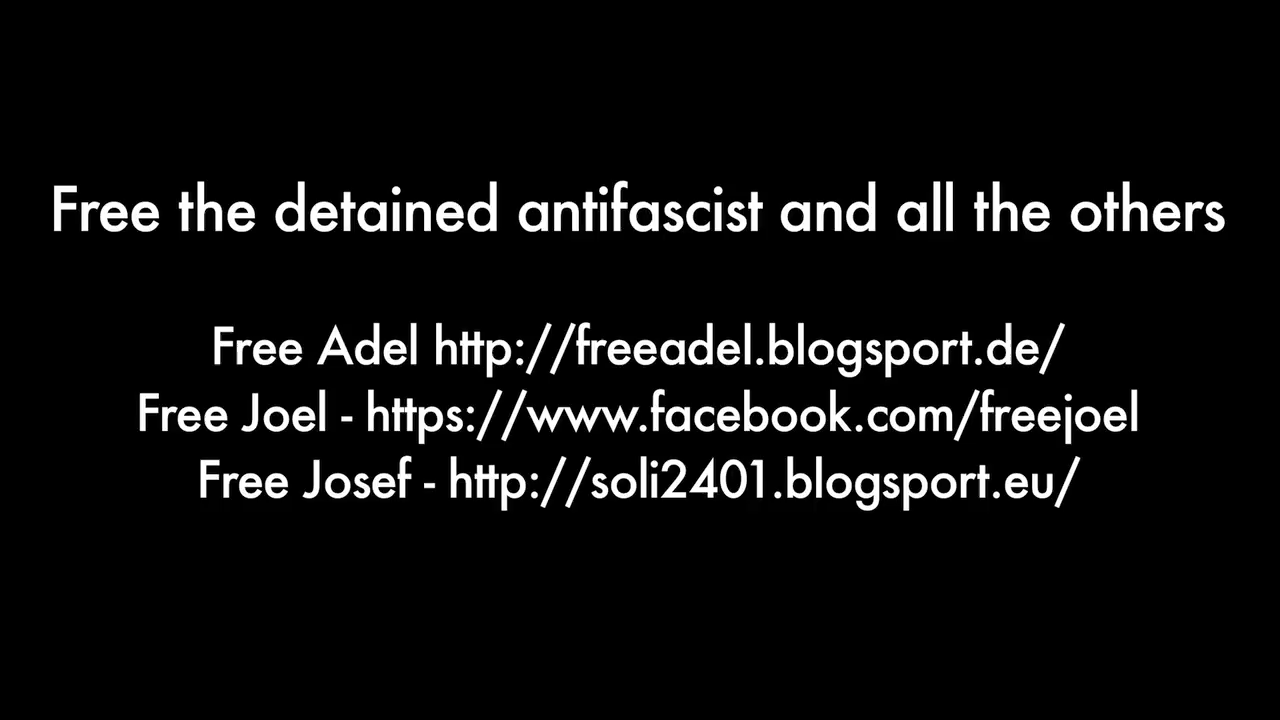 Free the detained antifascist and all the others
Free Adel http://freeadel.blogsport.de/
Free Joel - https://www.facebook.com/freejoel
Free Josef - http://soli2401.blogsport.eu/